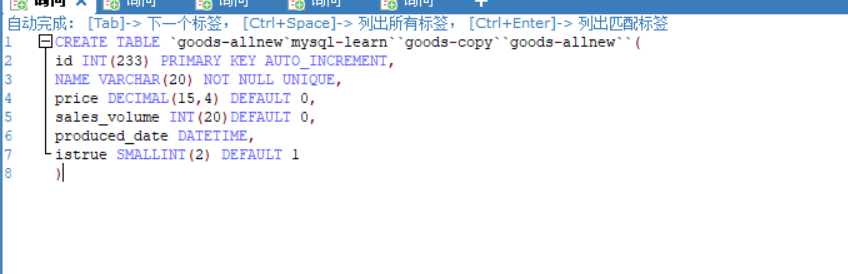 询问 × 询问 询问 询问 询问 +
自动完成: [Tab]-> 下一个标签, [Ctrl+Space]-> 列出所有标签, [Ctrl+Enter]-> 列出匹配标签
1 CREATE TABLE `goods-allnew`mysql-learn``goods-copy``goods-allnew``(
2 id INT(233) PRIMARY KEY AUTO_INCREMENT,
3 NAME VARCHAR(20) NOT NULL UNIQUE,
4 price DECIMAL(15,4) DEFAULT 0,
5 sales_volume INT(20)DEFAULT 0,
6 produced_date DATETIME,
7 istrue SMALLINT(2) DEFAULT 1
8 )